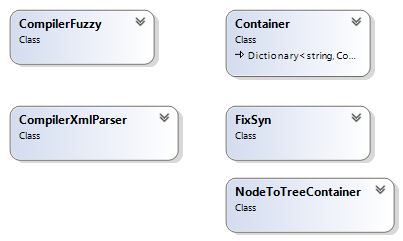 CompilerFuzzy
Class
Container
Class
Dictionary<string, Co...
CompilerXmlParser
Class
FixSyn
Class
NodeToTreeContainer
Class